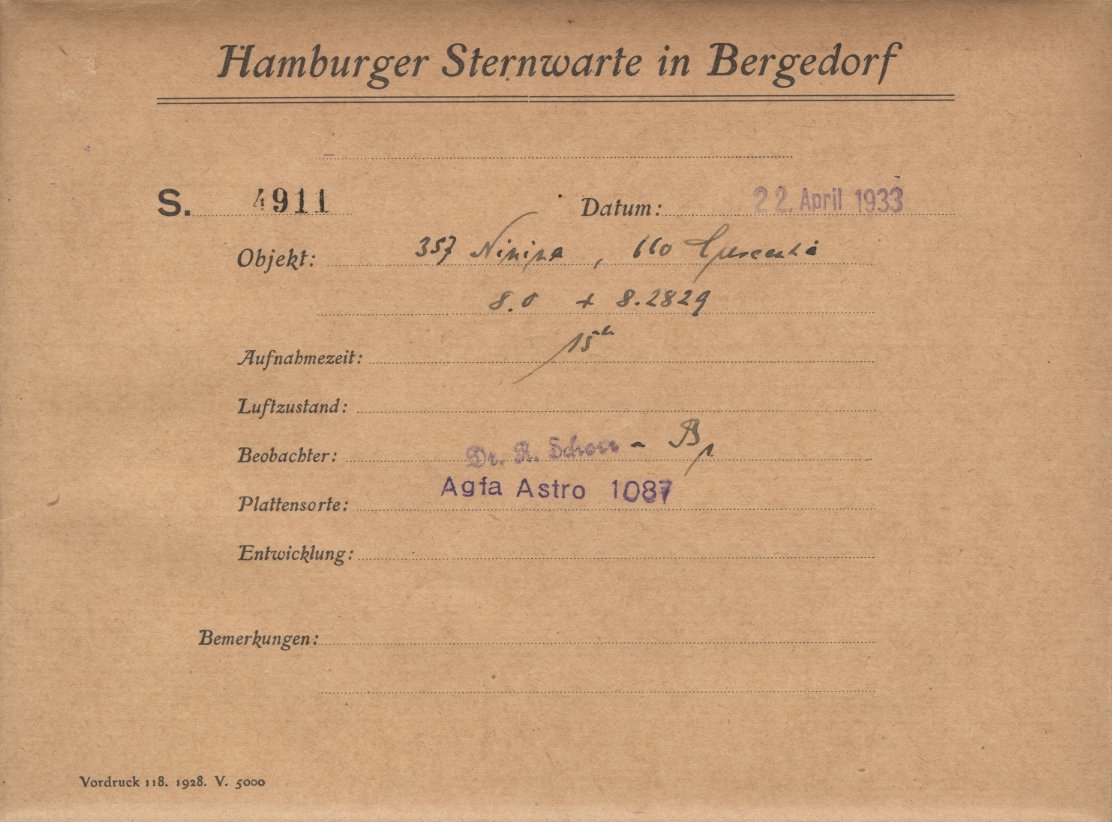 Hamburger Sternwarte in Bergedorf
S. 4911 Datum: 22. April 1933
Objekt: 357 Ninina, 660 Crescentia
8.0 + 8.2829
Aufnahmezeit: 15h
Luftzustand:
Beobachter: Dr. R. Schorr -
Plattensorte: Agfa Astro 1087
Entwicklung:
Bemerkungen:
Vordruck 118. 1928. V. 5000